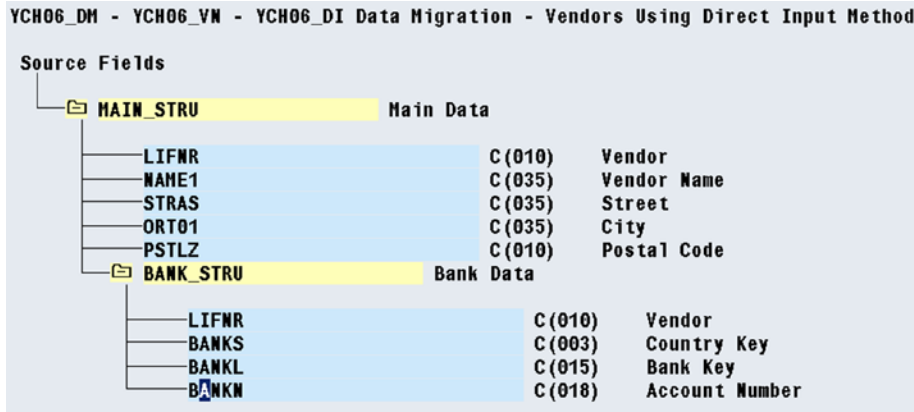 YCH06_DM - YCH06_VN - YCH06_DI Data Migration - Vendors Using Direct Input Method
Source Fields
MAIN_STRU Main Data
LIFNR C(010) Vendor
NAME1 C(035) Vendor Name
STRAS C(035) Street
ORT01 C(035) City
PSTLZ C(010) Postal Code
BANK_STRU Bank Data
LIFNR C(010) Vendor
BANKS C(003) Country Key
BANKL C(015) Bank Key
BANKN C(018) Account Number